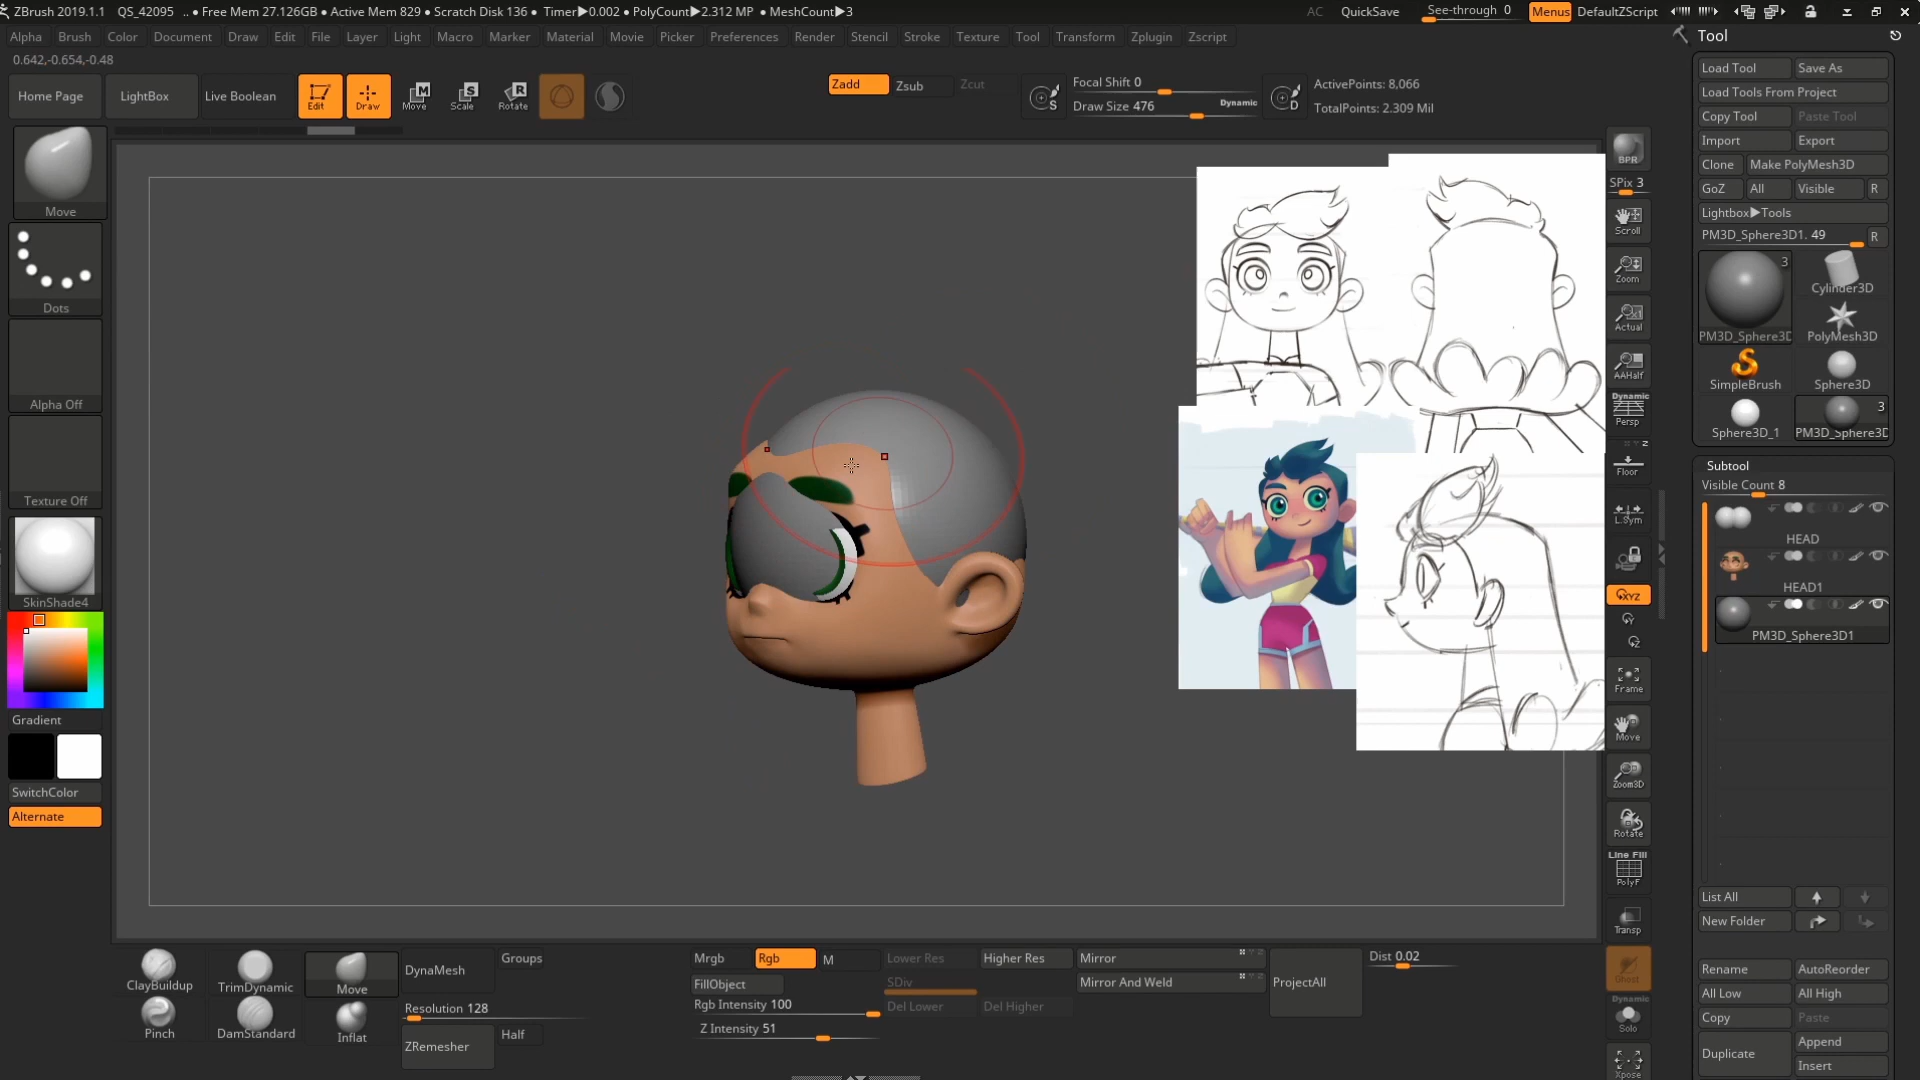 ZBrush 2019.1.1 QS_42095 .. ● Free Mem 27.126GB ● Active Mem 829 ● Scratch Disk 136 ● Timer▶0.002 ● PolyCount▶2.312 MP ● MeshCount▶3 AC QuickSave See-through 0 Menus DefaultZScript
Alpha Brush Color Document Draw Edit File Layer Light Macro Marker Material Movie Picker Preferences Render Stencil Stroke Texture Tool Transform Zplugin Zscript
0.642,-0.654,-0.48
Home Page LightBox Live Boolean Edit Draw Move Scale Rotate
M S R
Zadd Zsub Zcut
S Focal Shift 0
Draw Size 476 Dynamic
D ActivePoints: 8,066
TotalPoints: 2.309 Mil
Move
Dots
Alpha Off
Texture Off
SkinShade4
Gradient
SwitchColor
Alternate
BPR
SPix 3
Scroll
Zoom
Actual
AAHalf
Dynamic
Persp
Floor
L.Sym
XYZ
Frame
Move
Zoom3D
Rotate
Line Fill
PolyF
Transp
Ghost
Dynamic
Solo
Xpose
Tool
Load Tool Save As
Load Tools From Project
Copy Tool Paste Tool
Import Export
Clone Make PolyMesh3D
GoZ All Visible R
Lightbox▶Tools
PM3D_Sphere3D1. 49 R
3
PM3D_Sphere3D
Cylinder3D
PolyMesh3D
SimpleBrush Sphere3D
3
Sphere3D_1 PM3D_Sphere3D
Subtool
Visible Count 8
HEAD
HEAD1
PM3D_Sphere3D1
List All
New Folder
Rename AutoReorder
All Low All High
Copy Paste
Duplicate Append
Insert
ClayBuildup TrimDynamic Move
Pinch DamStandard Inflat
DynaMesh Groups
Resolution 128
ZRemesher Half
Mrgb Rgb M
FillObject
Rgb Intensity 100
Z Intensity 51
Lower Res Higher Res
SDiv
Del Lower Del Higher
Mirror
Mirror And Weld
ProjectAll
Dist 0.02